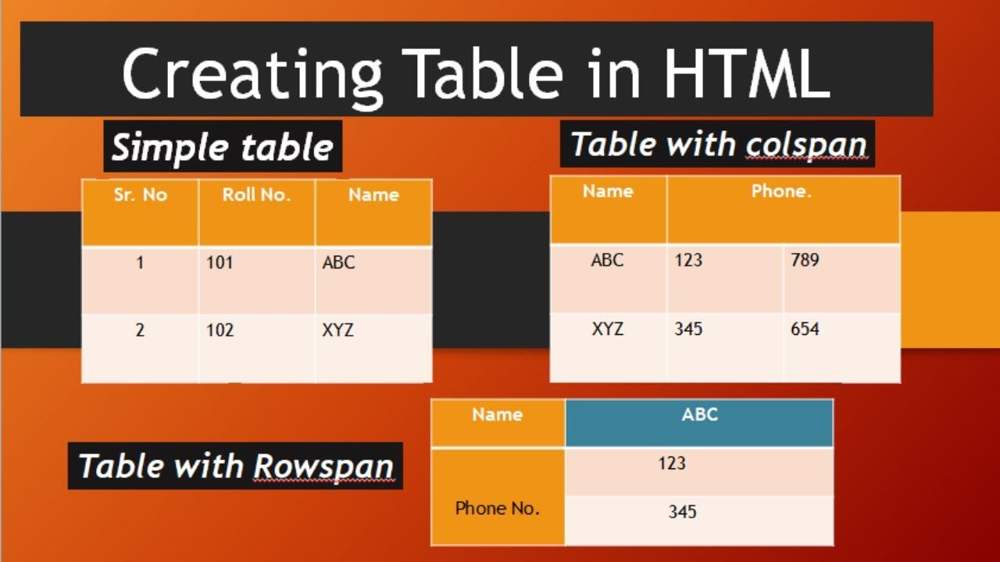 Creating Table in HTML
Simple table
Sr. No Roll No. Name
1 101 ABC
2 102 XYZ
Table with colspan
Name Phone.
ABC 123 789
XYZ 345 654
Table with Rowspan
Name ABC
123
Phone No.
345